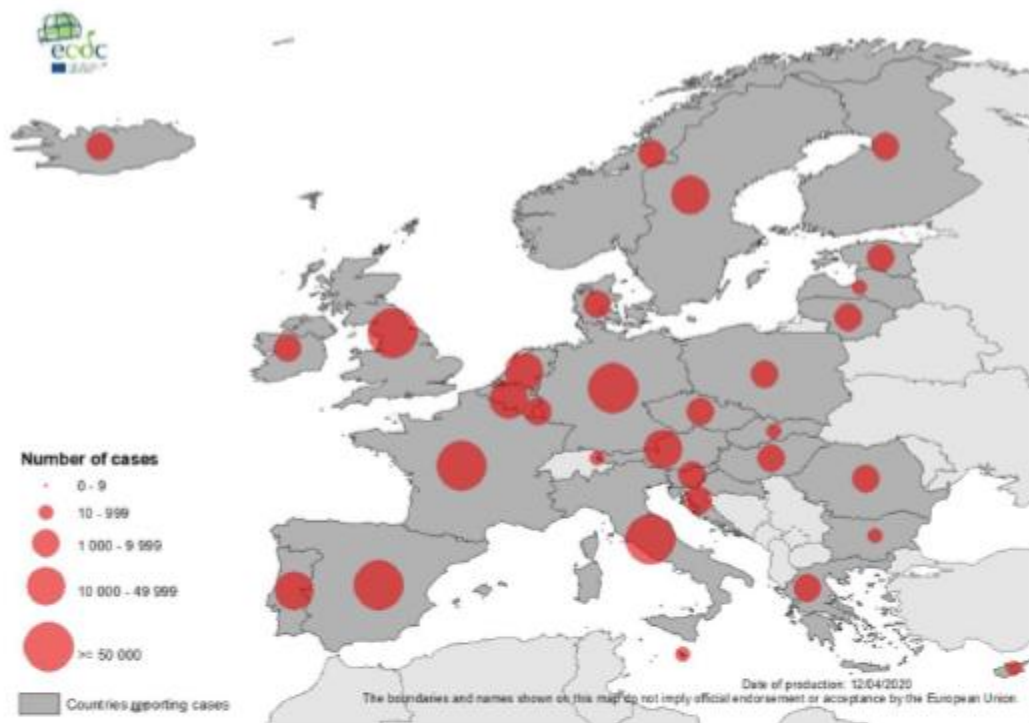 ecdc
Number of cases
0 - 9
10 - 999
1 000 - 9 999
10 000 - 49 999
>= 50 000
Countries reporting cases
Date of production: 12/04/2020
The boundaries and names shown on this map do not imply official endorsement or acceptance by the European Union.